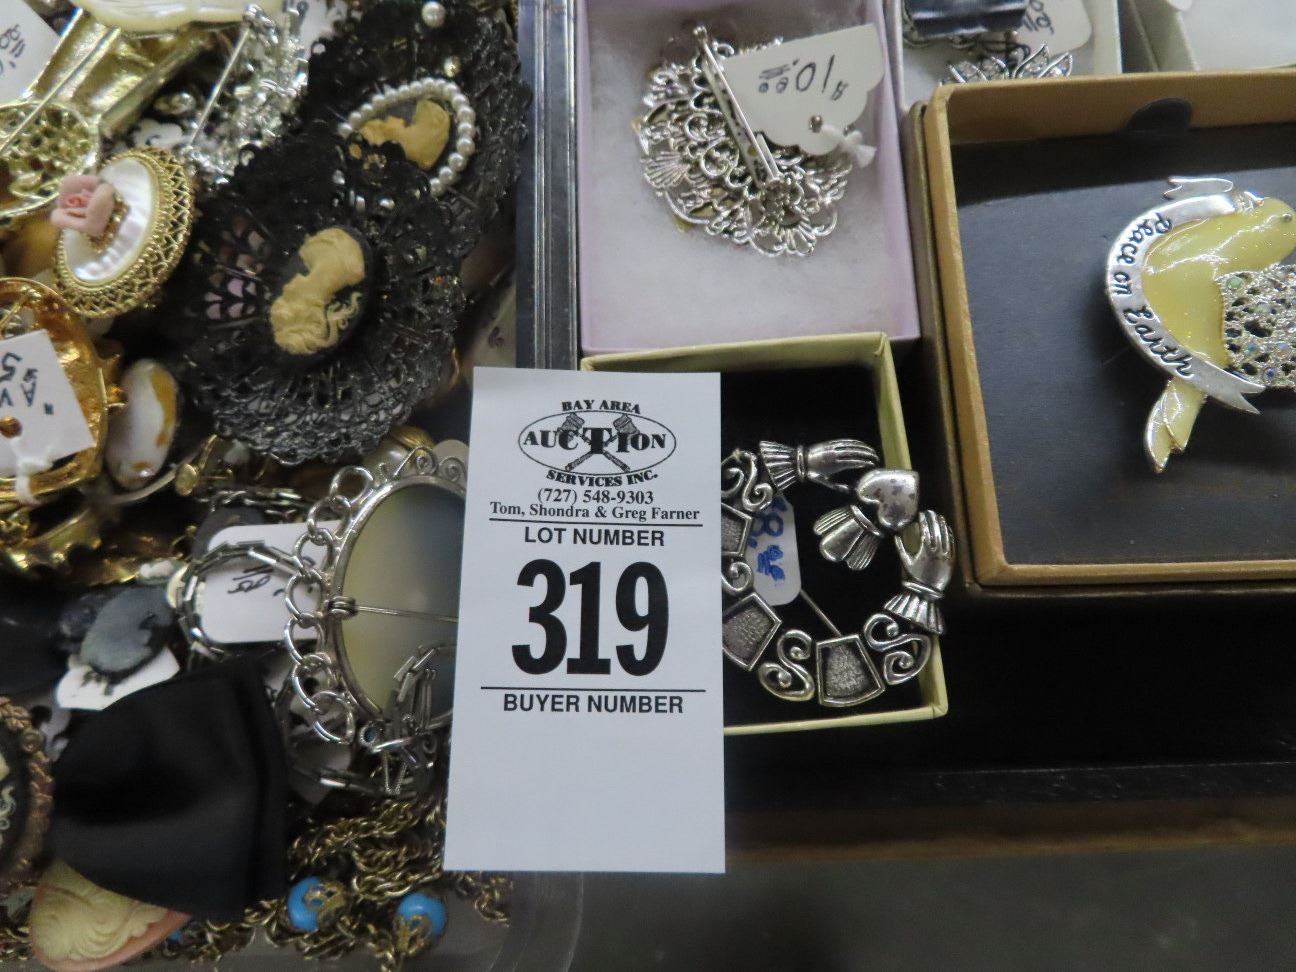 BAY AREA
AUCTION
SERVICES INC.
(727) 548-9303
Tom, Shondra & Greg Farner
LOT NUMBER
319
BUYER NUMBER
Peace on Earth